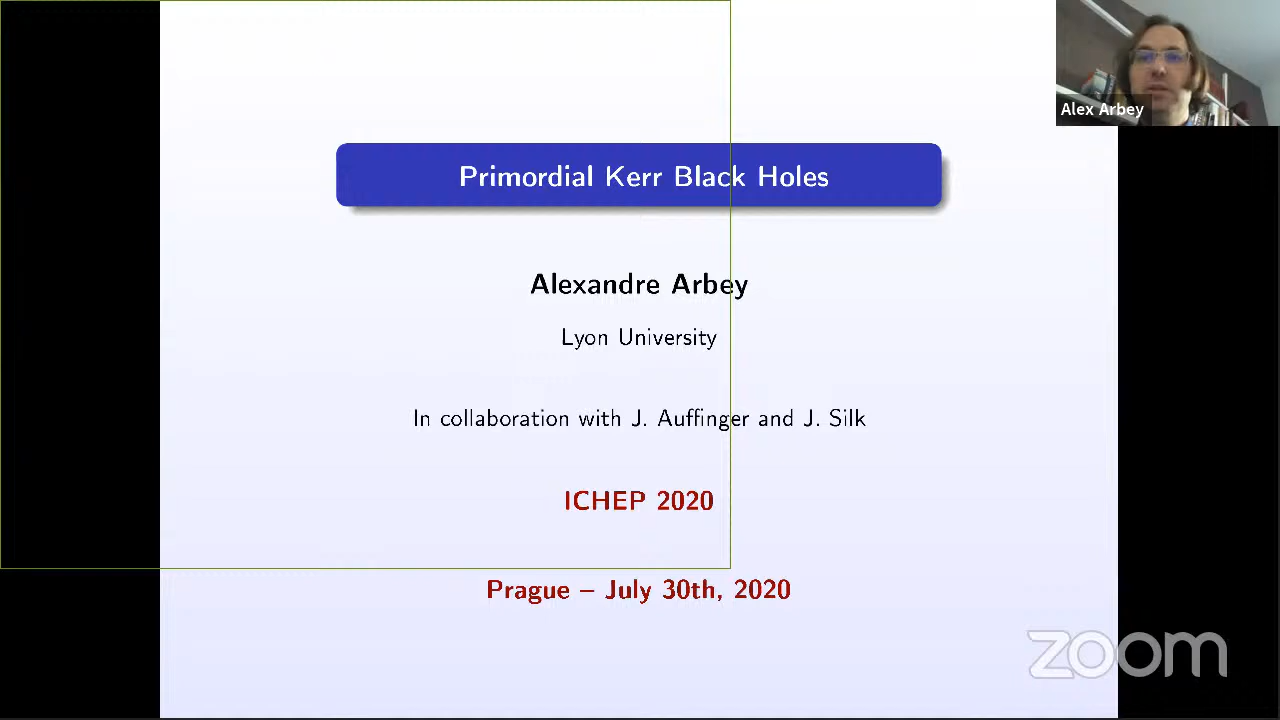 Alex Arbey
Primordial Kerr Black Holes
Alexandre Arbey
Lyon University
In collaboration with J. Auffinger and J. Silk
ICHEP 2020
Prague – July 30th, 2020
zoom